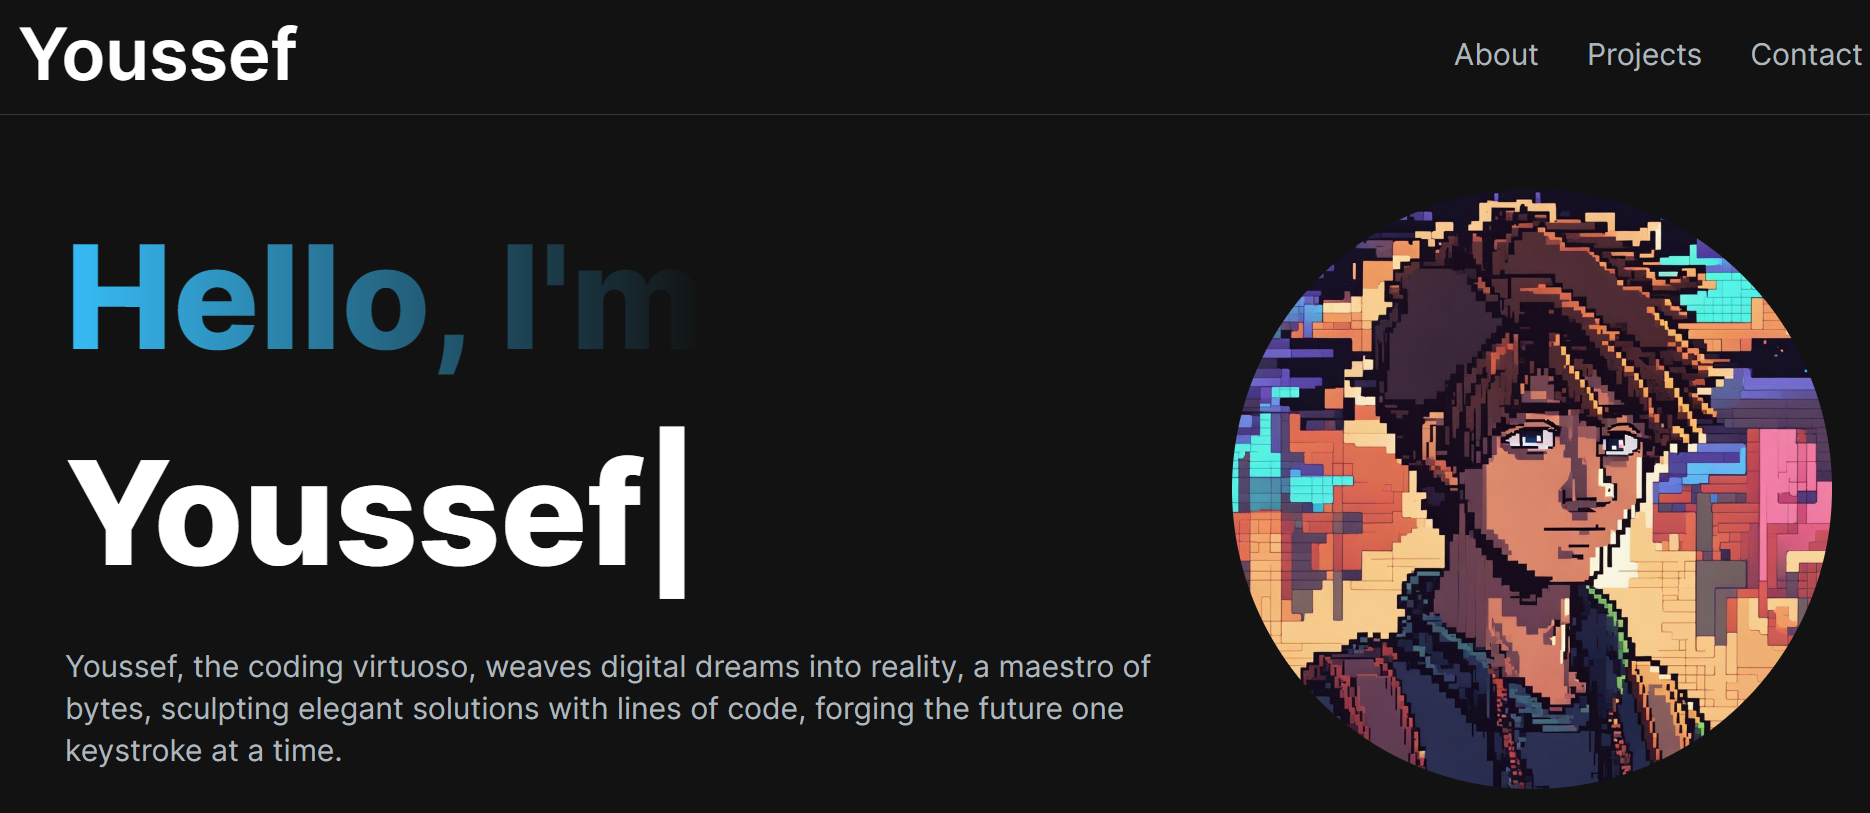 Youssef
About Projects Contact
Hello, I'm
Youssef|
Youssef, the coding virtuoso, weaves digital dreams into reality, a maestro of
bytes, sculpting elegant solutions with lines of code, forging the future one
keystroke at a time.